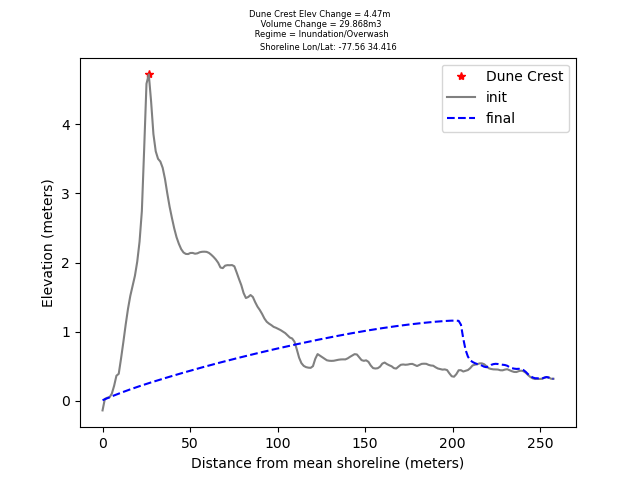 Dune Crest Elev Change = 4.47m
Volume Change = 29.868m3
Regime = Inundation/Overwash
Shoreline Lon/Lat: -77.56 34.416
Dune Crest
init
final
Elevation (meters)
4
3
2
1
0
0 50 100 150 200 250
Distance from mean shoreline (meters)